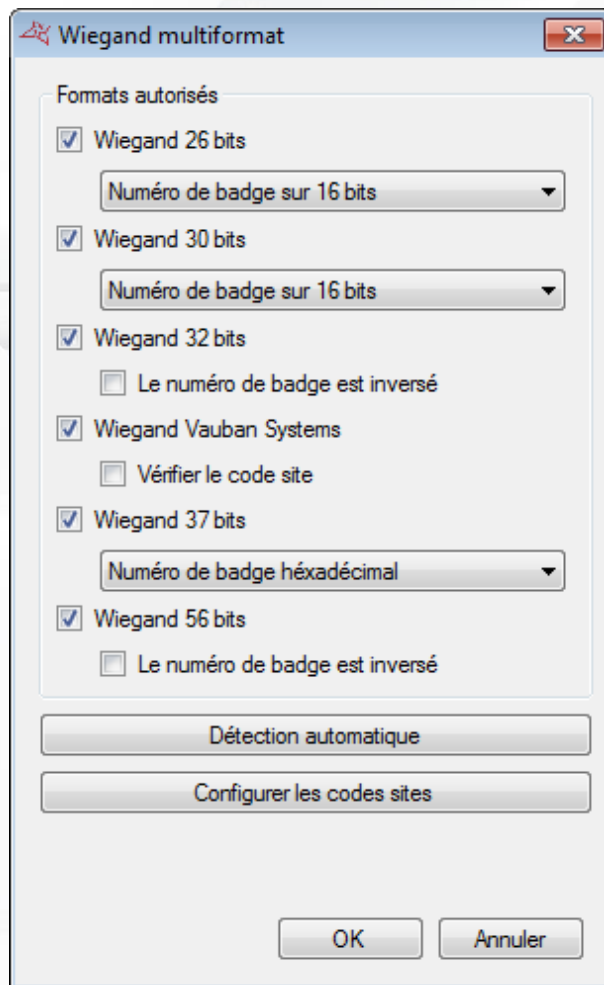 Wiegand multiformat
Formats autorisés
Wiegand 26 bits
Numéro de badge sur 16 bits
Wiegand 30 bits
Numéro de badge sur 16 bits
Wiegand 32 bits
Le numéro de badge est inversé
Wiegand Vauban Systems
Vérifier le code site
Wiegand 37 bits
Numéro de badge héxadécimal
Wiegand 56 bits
Le numéro de badge est inversé
Détection automatique
Configurer les codes sites
OK Annuler